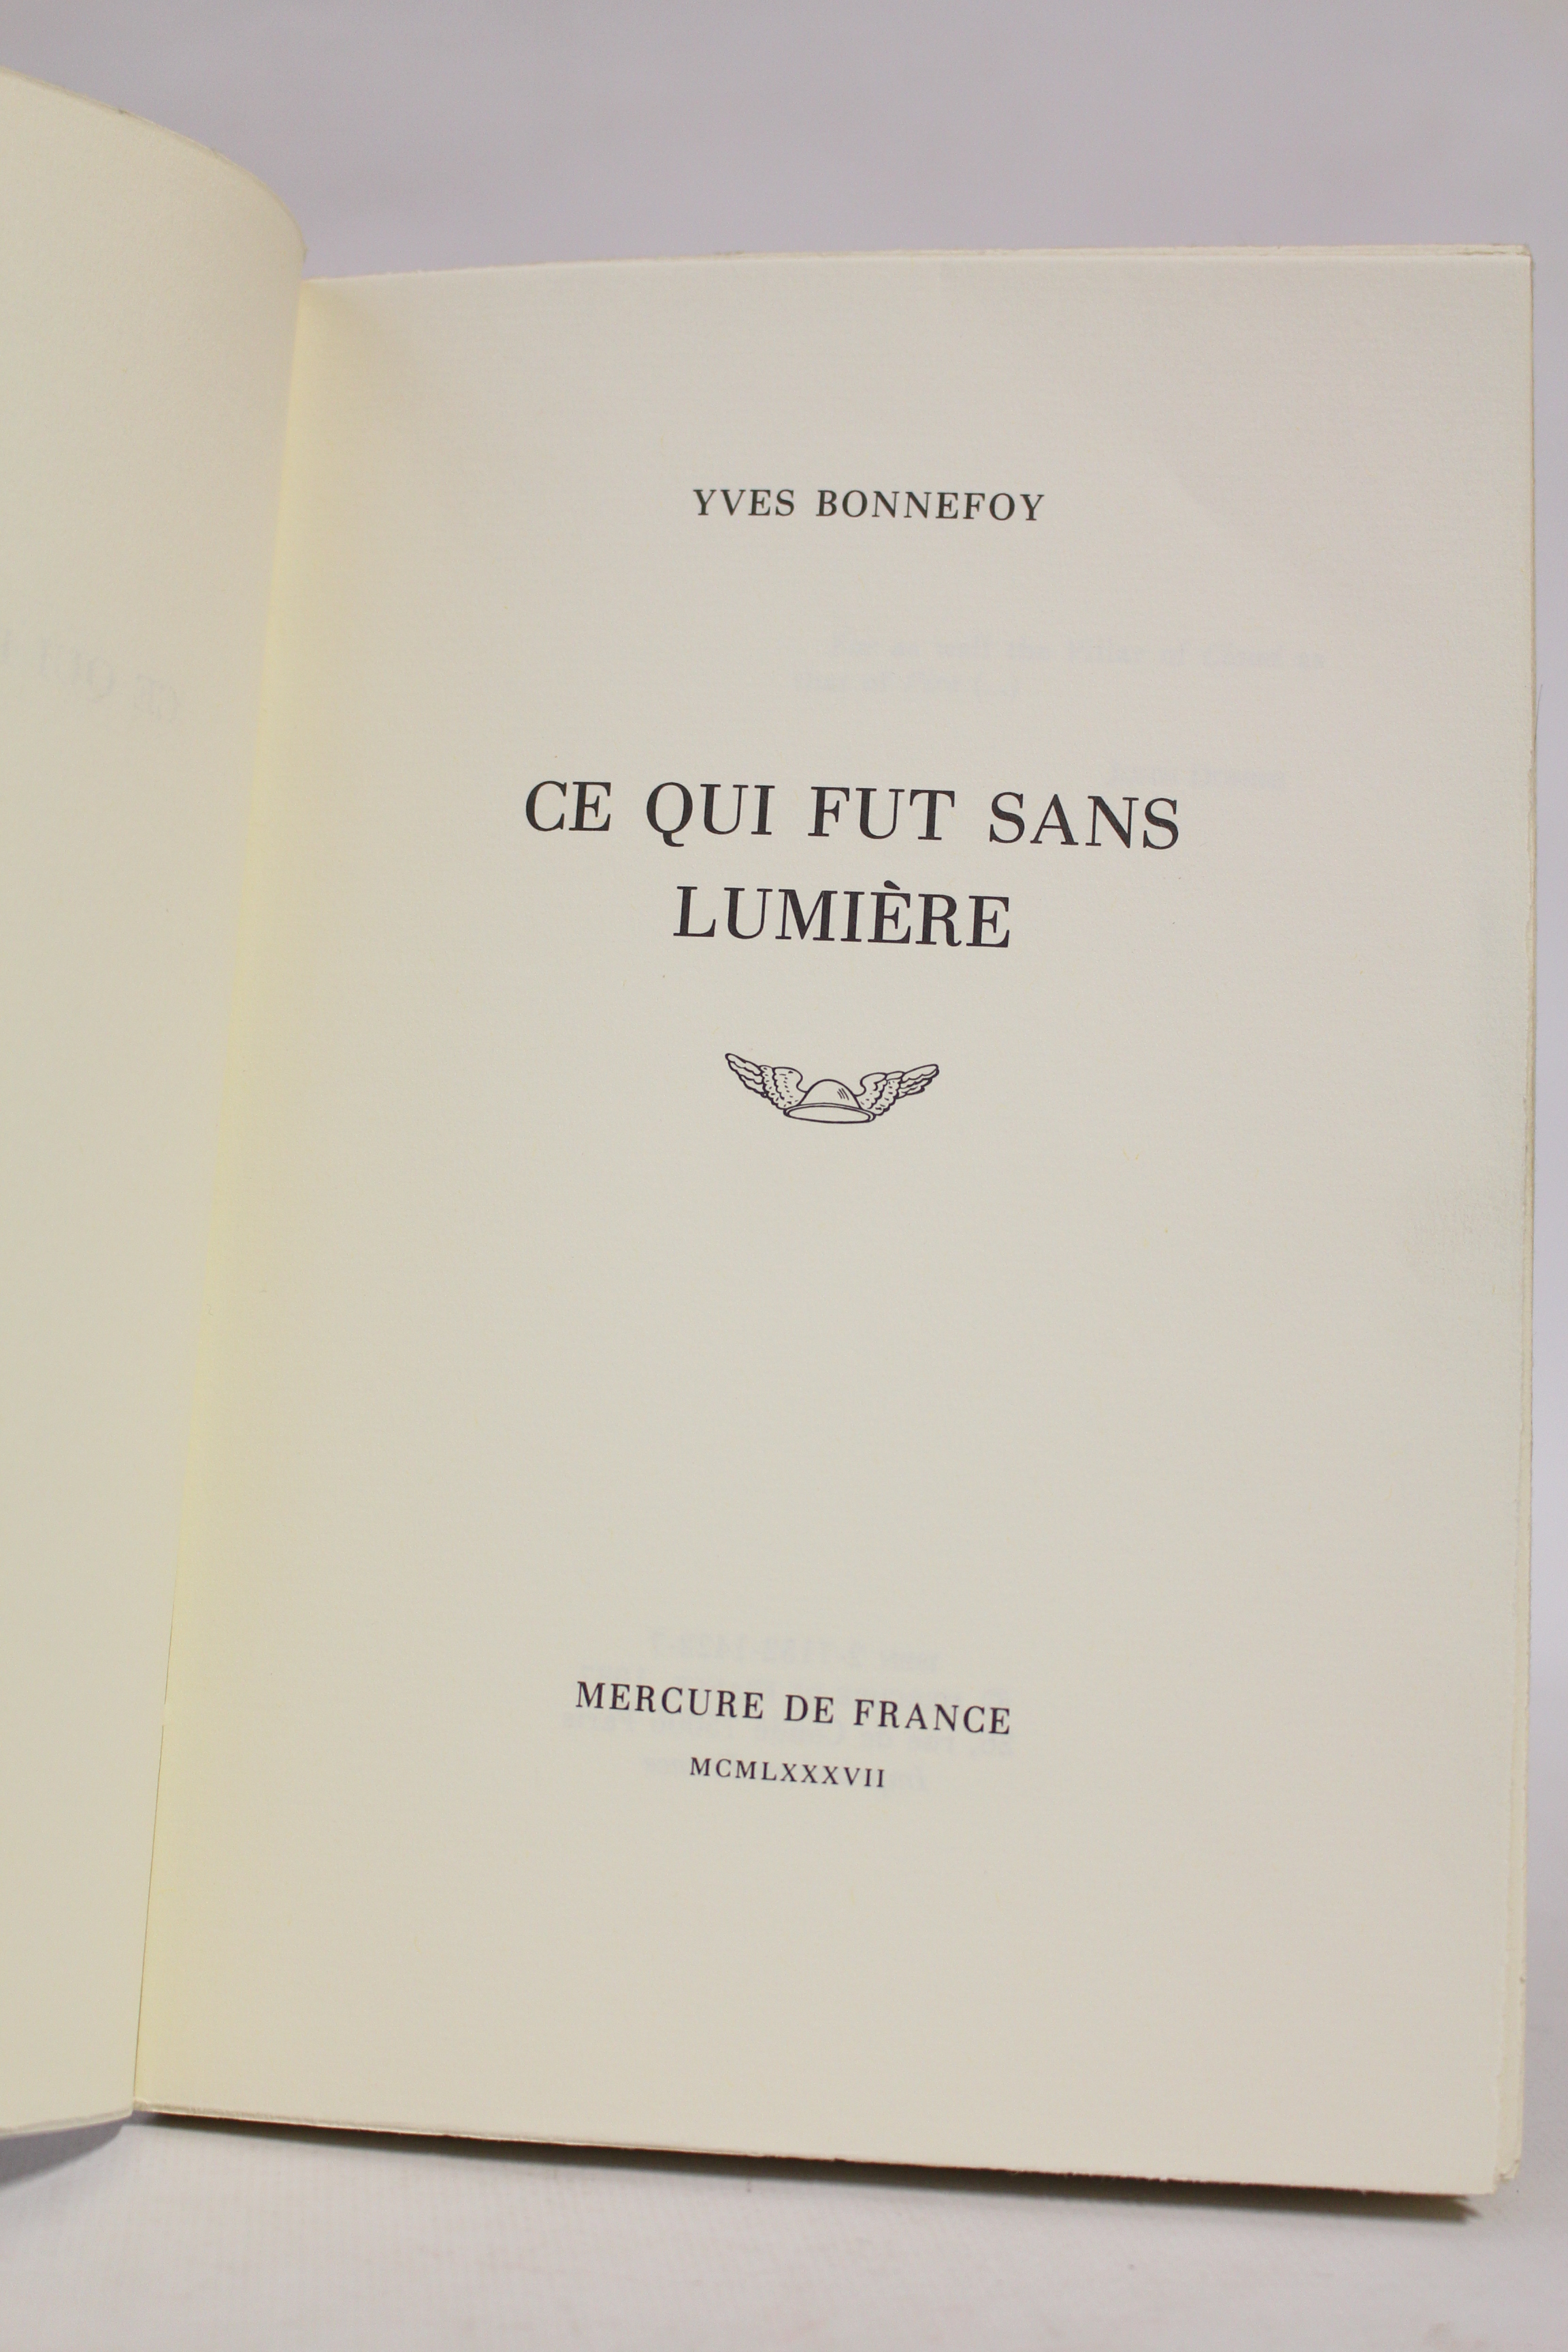 YVES BONNEFOY
CE QUI FUT SANS
LUMIÈRE
MERCURE DE FRANCE
MCMLXXXVII